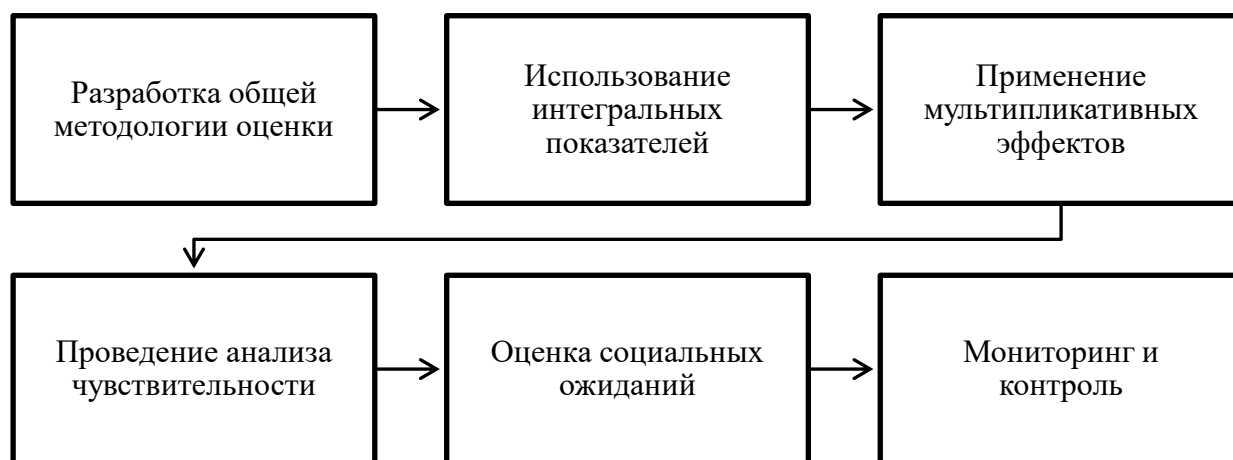 Разработка общей
методологии оценки
Использование
интегральных
показателей
Применение
мультипликативных
эффектов
Проведение анализа
чувствительности
Оценка социальных
ожиданий
Мониторинг и
контроль